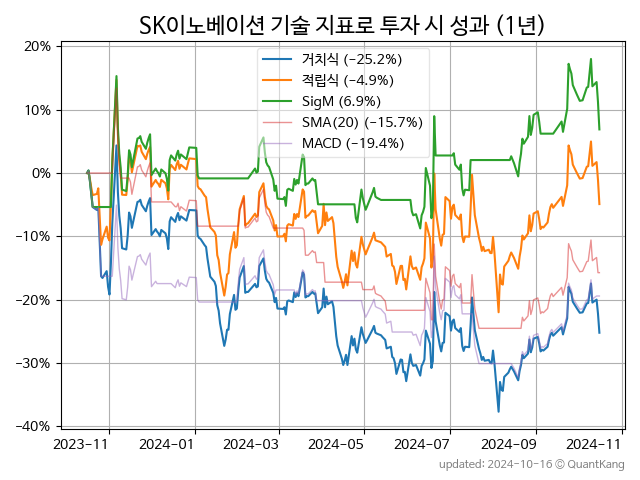 SK이노베이션 기술 지표로 투자 시 성과 (1년)
거치식 (−25.2%)
적립식 (−4.9%)
SigM (6.9%)
SMA(20) (−15.7%)
MACD (−19.4%)
20%
10%
0%
−10%
−20%
−30%
−40%
2023−11 2024−01 2024−03 2024−05 2024−07 2024−09 2024−11
updated: 2024−10−16 © QuantKang